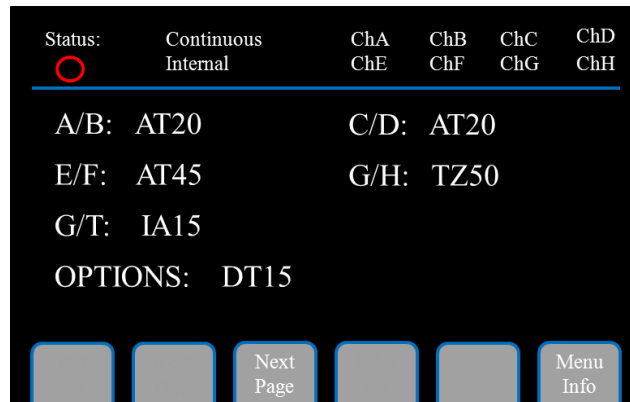 Status: Continuous ChA ChB ChC ChD
Internal ChE ChF ChG ChH
A/B: AT20 C/D: AT20
E/F: AT45 G/H: TZ50
G/T: IA15
OPTIONS: DT15
Next Menu
Page Info